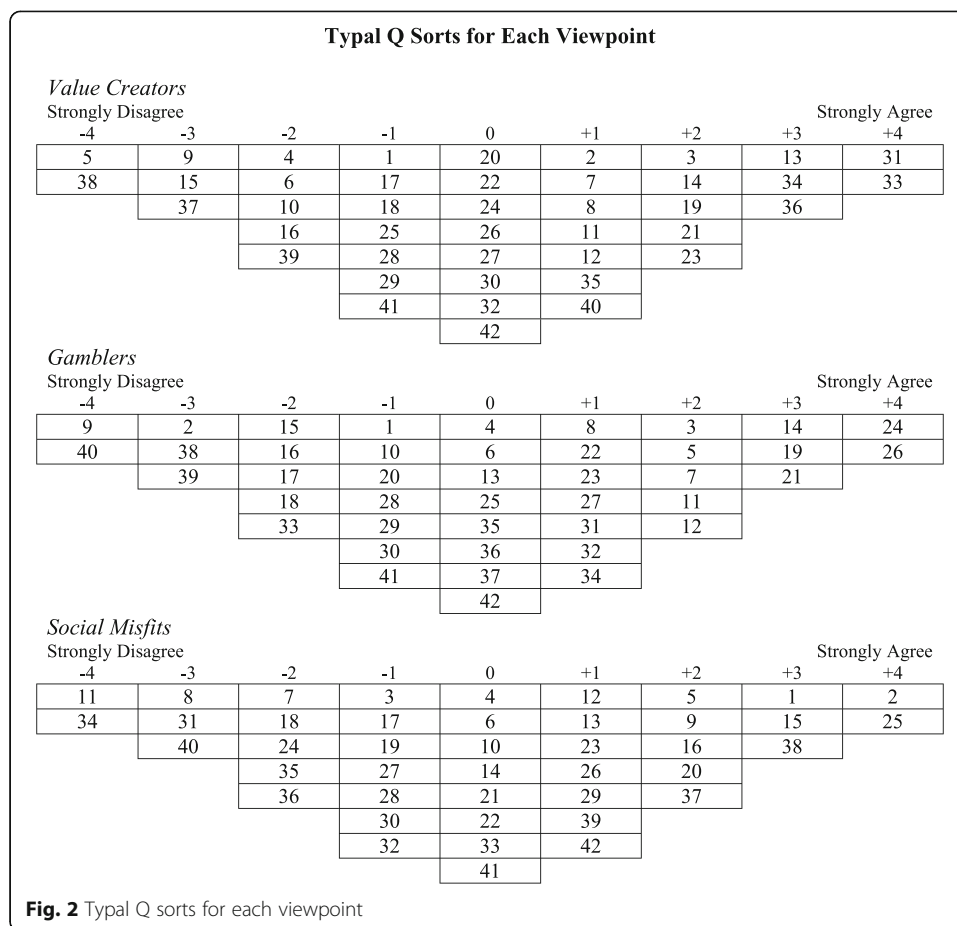 Typal Q Sorts for Each Viewpoint
Value Creators
Strongly Disagree Strongly Agree
-4 -3 -2 -1 0 +1 +2 +3 +4
5 9 4 1 20 2 3 13 31
38 15 6 17 22 7 14 34 33
37 10 18 24 8 19 36
16 25 26 11 21
39 28 27 12 23
29 30 35
41 32 40
42
Gamblers
Strongly Disagree Strongly Agree
-4 -3 -2 -1 0 +1 +2 +3 +4
9 2 15 1 4 8 3 14 24
40 38 16 10 6 22 5 19 26
39 17 20 13 23 7 21
18 28 25 27 11
33 29 35 31 12
30 36 32
41 37 34
42
Social Misfits
Strongly Disagree Strongly Agree
-4 -3 -2 -1 0 +1 +2 +3 +4
11 8 7 3 4 12 5 1 2
34 31 18 17 6 13 9 15 25
40 24 19 10 23 16 38
35 27 14 26 20
36 28 21 29 37
30 22 39
32 33 42
41
Fig. 2 Typal Q sorts for each viewpoint